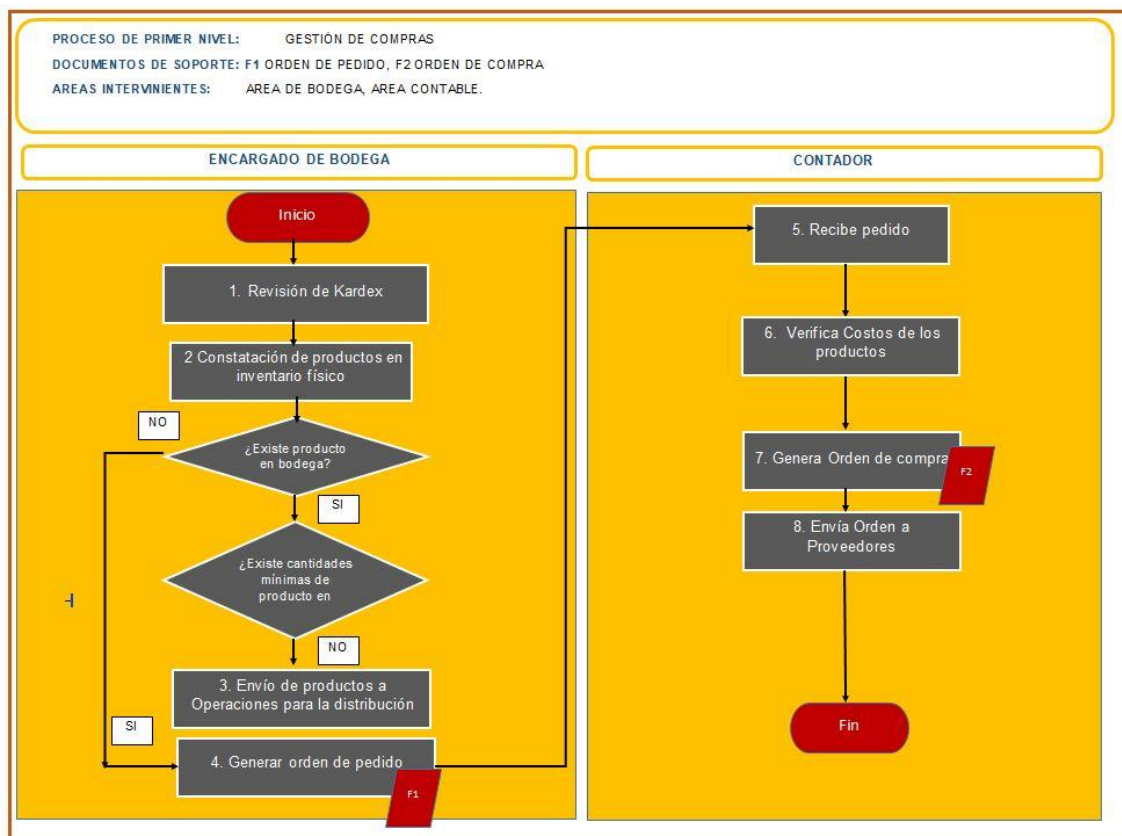 PROCESO DE PRIMER NIVEL: GESTIÓN DE COMPRAS
DOCUMENTOS DE SOPORTE: F1 ORDEN DE PEDIDO, F2 ORDEN DE COMPRA
AREAS INTERVINIENTES: AREA DE BODEGA, AREA CONTABLE.
ENCARGADO DE BODEGA
Inicio
1. Revisión de Kardex
2 Constatación de productos en
inventario físico
NO
¿Existe producto
en bodega?
SI
¿Existe cantidades
mínimas de
producto en
NO
3. Envío de productos a
Operaciones para la distribución
SI
4. Generar orden de pedido
F1
CONTADOR
5. Recibe pedido
6. Verifica Costos de los
productos
7. Genera Orden de compra
F2
8. Envía Orden a
Proveedores
Fin